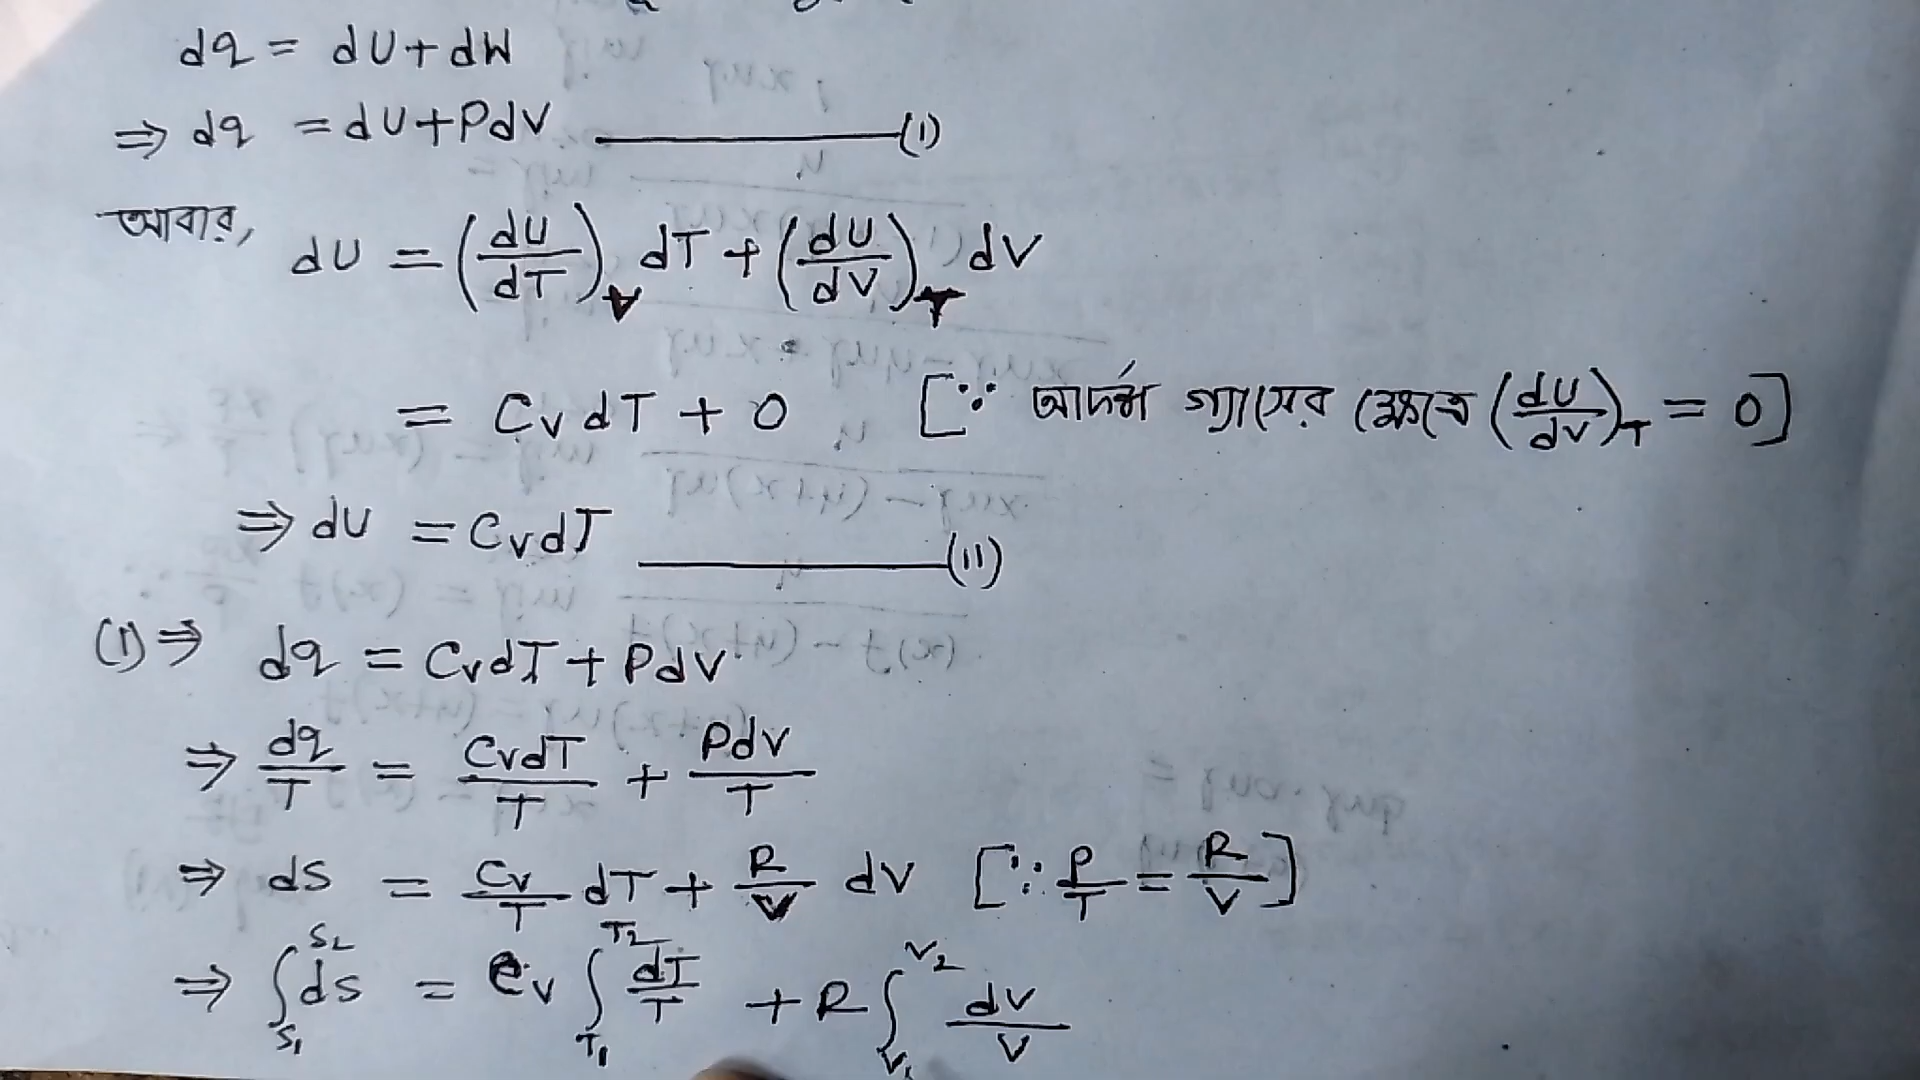 dq = dU + dW
⇒ dq = dU + PdV ———(I)
আবার, dU = (dU/dT)_V dT + (dU/dV)_T dV
= C_V dT + 0 [∵ আদর্শ গ্যাসের ক্ষেত্রে (dU/dV)_T = 0]
⇒ dU = C_V dT ———(II)
(I) ⇒ dq = C_V dT + PdV
⇒ dq/T = C_V dT/T + PdV/T
⇒ dS = C_V/T dT + R/V dV [∵ P/T = R/V]
⇒ ∫_{S_1}^{S_2} dS = C_V ∫_{T_1}^{T_2} dT/T + R ∫_{V_1}^{V_2} dV/V